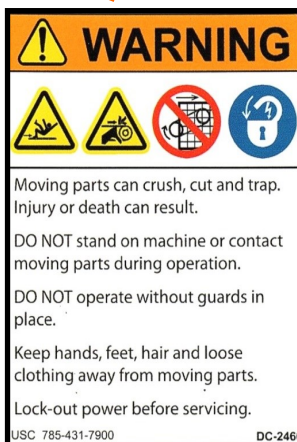 WARNING
Moving parts can crush, cut and trap.
Injury or death can result.
DO NOT stand on machine or contact
moving parts during operation.
DO NOT operate without guards in
place.
Keep hands, feet, hair and loose
clothing away from moving parts.
Lock-out power before servicing.
USC 785-431-7900 DC-246